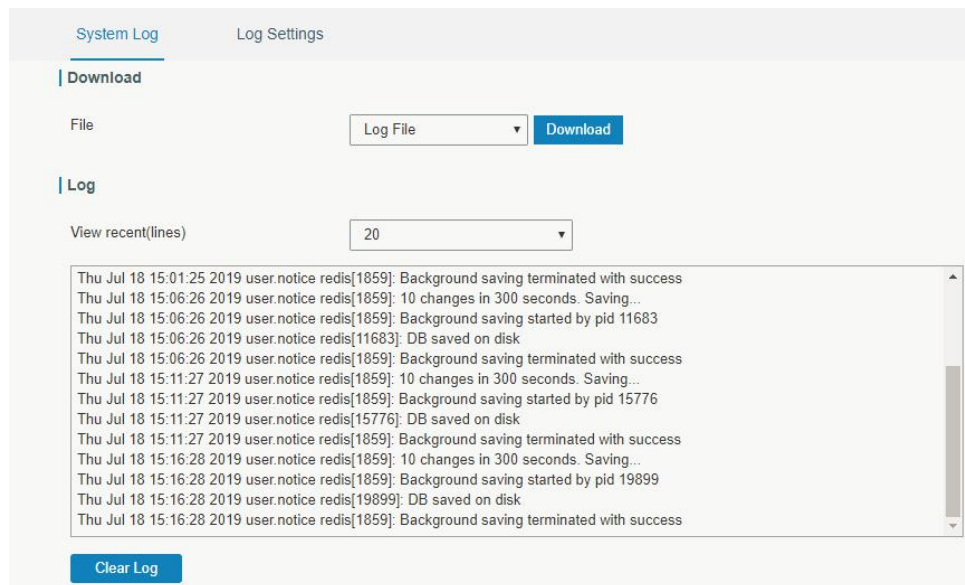 System Log Log Settings
Download
File Log File Download
Log
View recent(lines) 20
Thu Jul 18 15:01:25 2019 user.notice redis[1859]: Background saving terminated with success
Thu Jul 18 15:06:26 2019 user.notice redis[1859]: 10 changes in 300 seconds. Saving...
Thu Jul 18 15:06:26 2019 user.notice redis[1859]: Background saving started by pid 11683
Thu Jul 18 15:06:26 2019 user.notice redis[11683]: DB saved on disk
Thu Jul 18 15:06:26 2019 user.notice redis[1859]: Background saving terminated with success
Thu Jul 18 15:11:27 2019 user.notice redis[1859]: 10 changes in 300 seconds. Saving...
Thu Jul 18 15:11:27 2019 user.notice redis[1859]: Background saving started by pid 15776
Thu Jul 18 15:11:27 2019 user.notice redis[15776]: DB saved on disk
Thu Jul 18 15:11:27 2019 user.notice redis[1859]: Background saving terminated with success
Thu Jul 18 15:16:28 2019 user.notice redis[1859]: 10 changes in 300 seconds. Saving...
Thu Jul 18 15:16:28 2019 user.notice redis[1859]: Background saving started by pid 19899
Thu Jul 18 15:16:28 2019 user.notice redis[19899]: DB saved on disk
Thu Jul 18 15:16:28 2019 user.notice redis[1859]: Background saving terminated with success
Clear Log